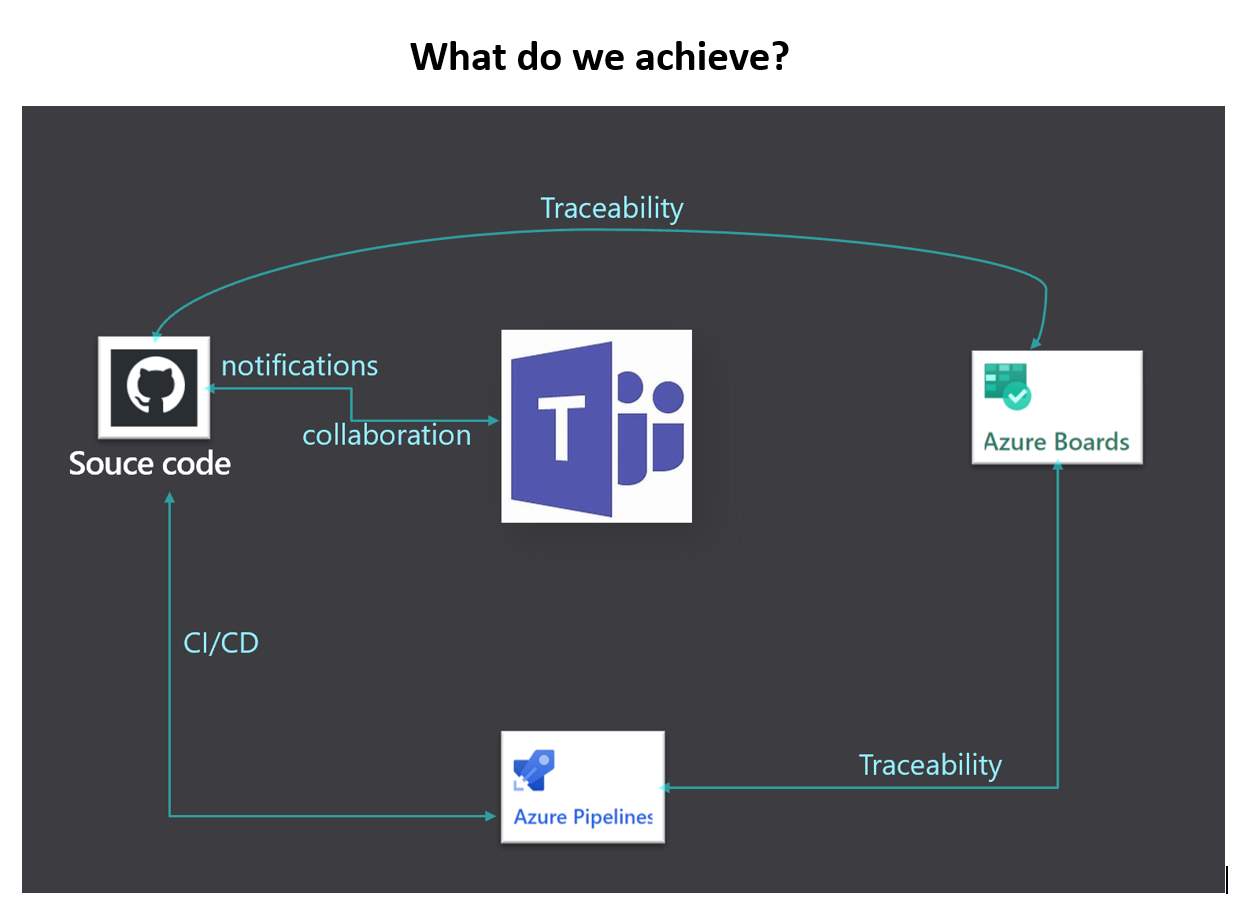 What do we achieve?
Traceability
notifications
collaboration
Souce code
T
Azure Boards
CI/CD
Traceability
Azure Pipelines